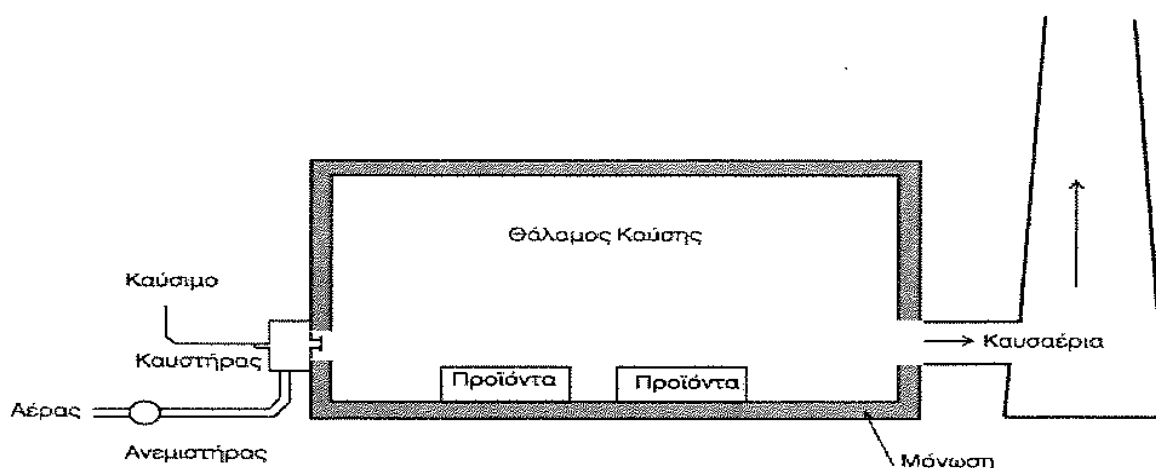 Θάλαμος Καύσης
Καύσιμο
Καυστήρας
Καυσαέρια
Προϊόντα
Προϊόντα
Αέρας
Ανεμιστήρας
Μόνωση